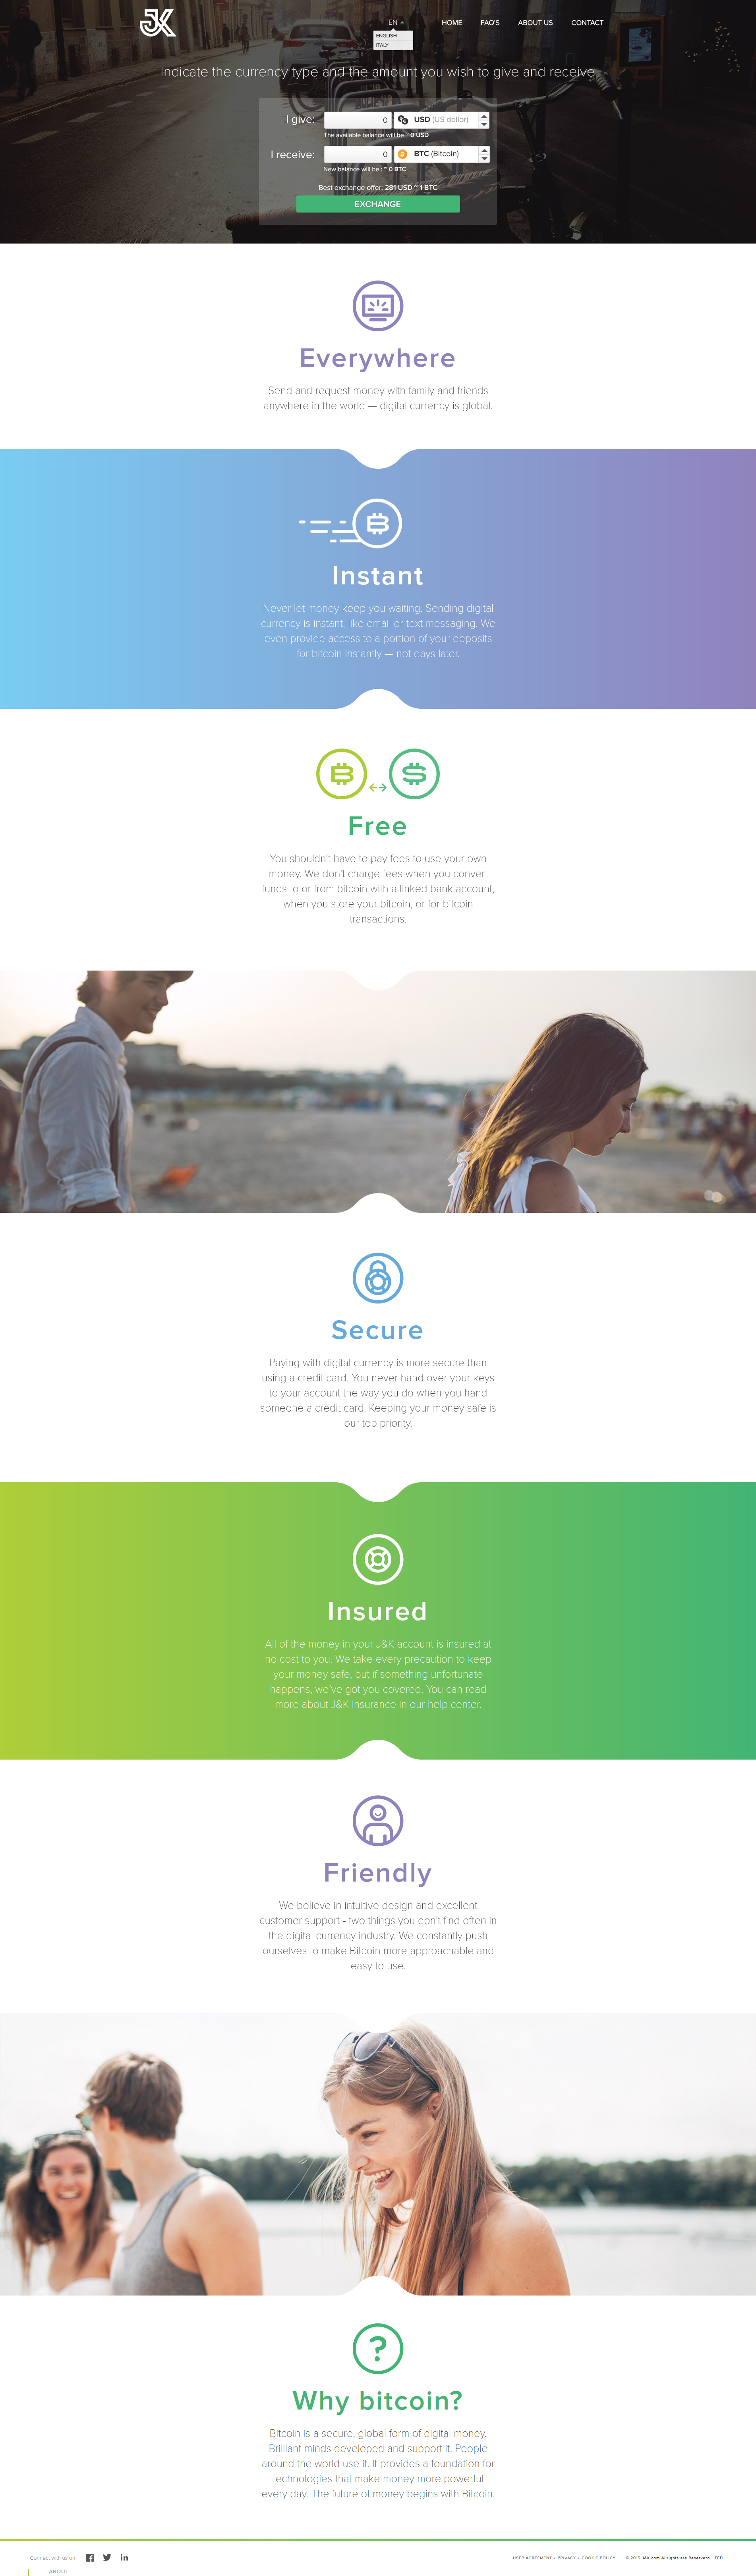 JK
EN
HOME FAQ'S ABOUT US CONTACT
ENGLISH
ITALY
Indicate the currency type and the amount you wish to give and receive
I give: 0 USD (US dollar)
The available balance will be ~ 0 USD
I receive: 0 BTC (Bitcoin)
New balance will be : ~ 0 BTC
Best exchange offer: 281 USD ~ 1 BTC
EXCHANGE
Everywhere
Send and request money with family and friends
anywhere in the world — digital currency is global.
Instant
Never let money keep you waiting. Sending digital
currency is instant, like email or text messaging. We
even provide access to a portion of your deposits
for bitcoin instantly — not days later.
Free
You shouldn't have to pay fees to use your own
money. We don't charge fees when you convert
funds to or from bitcoin with a linked bank account,
when you store your bitcoin, or for bitcoin
transactions.
Secure
Paying with digital currency is more secure than
using a credit card. You never hand over your keys
to your account the way you do when you hand
someone a credit card. Keeping your money safe is
our top priority.
Insured
All of the money in your J&K account is insured at
no cost to you. We take every precaution to keep
your money safe, but if something unfortunate
happens, we've got you covered. You can read
more about J&K insurance in our help center.
Friendly
We believe in intuitive design and excellent
customer support - two things you don't find often in
the digital currency industry. We constantly push
ourselves to make Bitcoin more approachable and
easy to use.
?
Why bitcoin?
Bitcoin is a secure, global form of digital money.
Brilliant minds developed and support it. People
around the world use it. It provides a foundation for
technologies that make money more powerful
every day. The future of money begins with Bitcoin.
Connect with us on
USER AGREEMENT | PRIVACY | COOKIE POLICY © 2015 J&K.com Allrights are Reserverd TEO
ABOUT